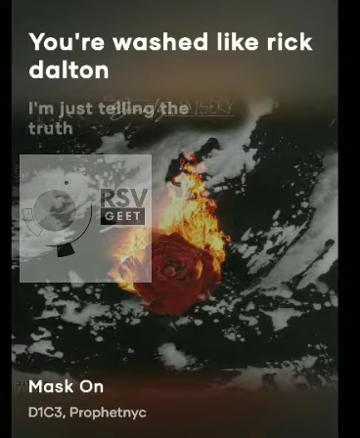 You're washed like rick
dalton
I'm just telling the
truth
RSV
GEET
Mask On
D1C3, Prophetnyc